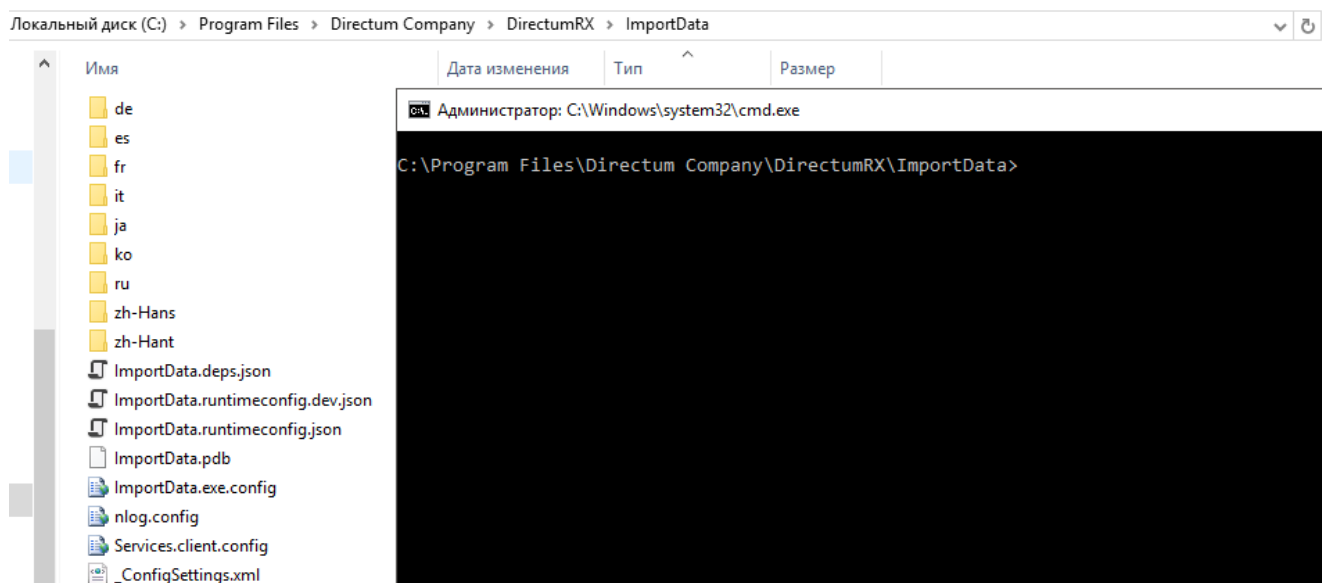 Локальный диск (C:) > Program Files > Directum Company > DirectumRX > ImportData
Имя Дата изменения Тип Размер
de
es
fr
it
ja
ko
ru
zh-Hans
zh-Hant
ImportData.deps.json
ImportData.runtimeconfig.dev.json
ImportData.runtimeconfig.json
ImportData.pdb
ImportData.exe.config
nlog.config
Services.client.config
_ConfigSettings.xml
Администратор: C:\Windows\system32\cmd.exe
C:\Program Files\Directum Company\DirectumRX\ImportData>